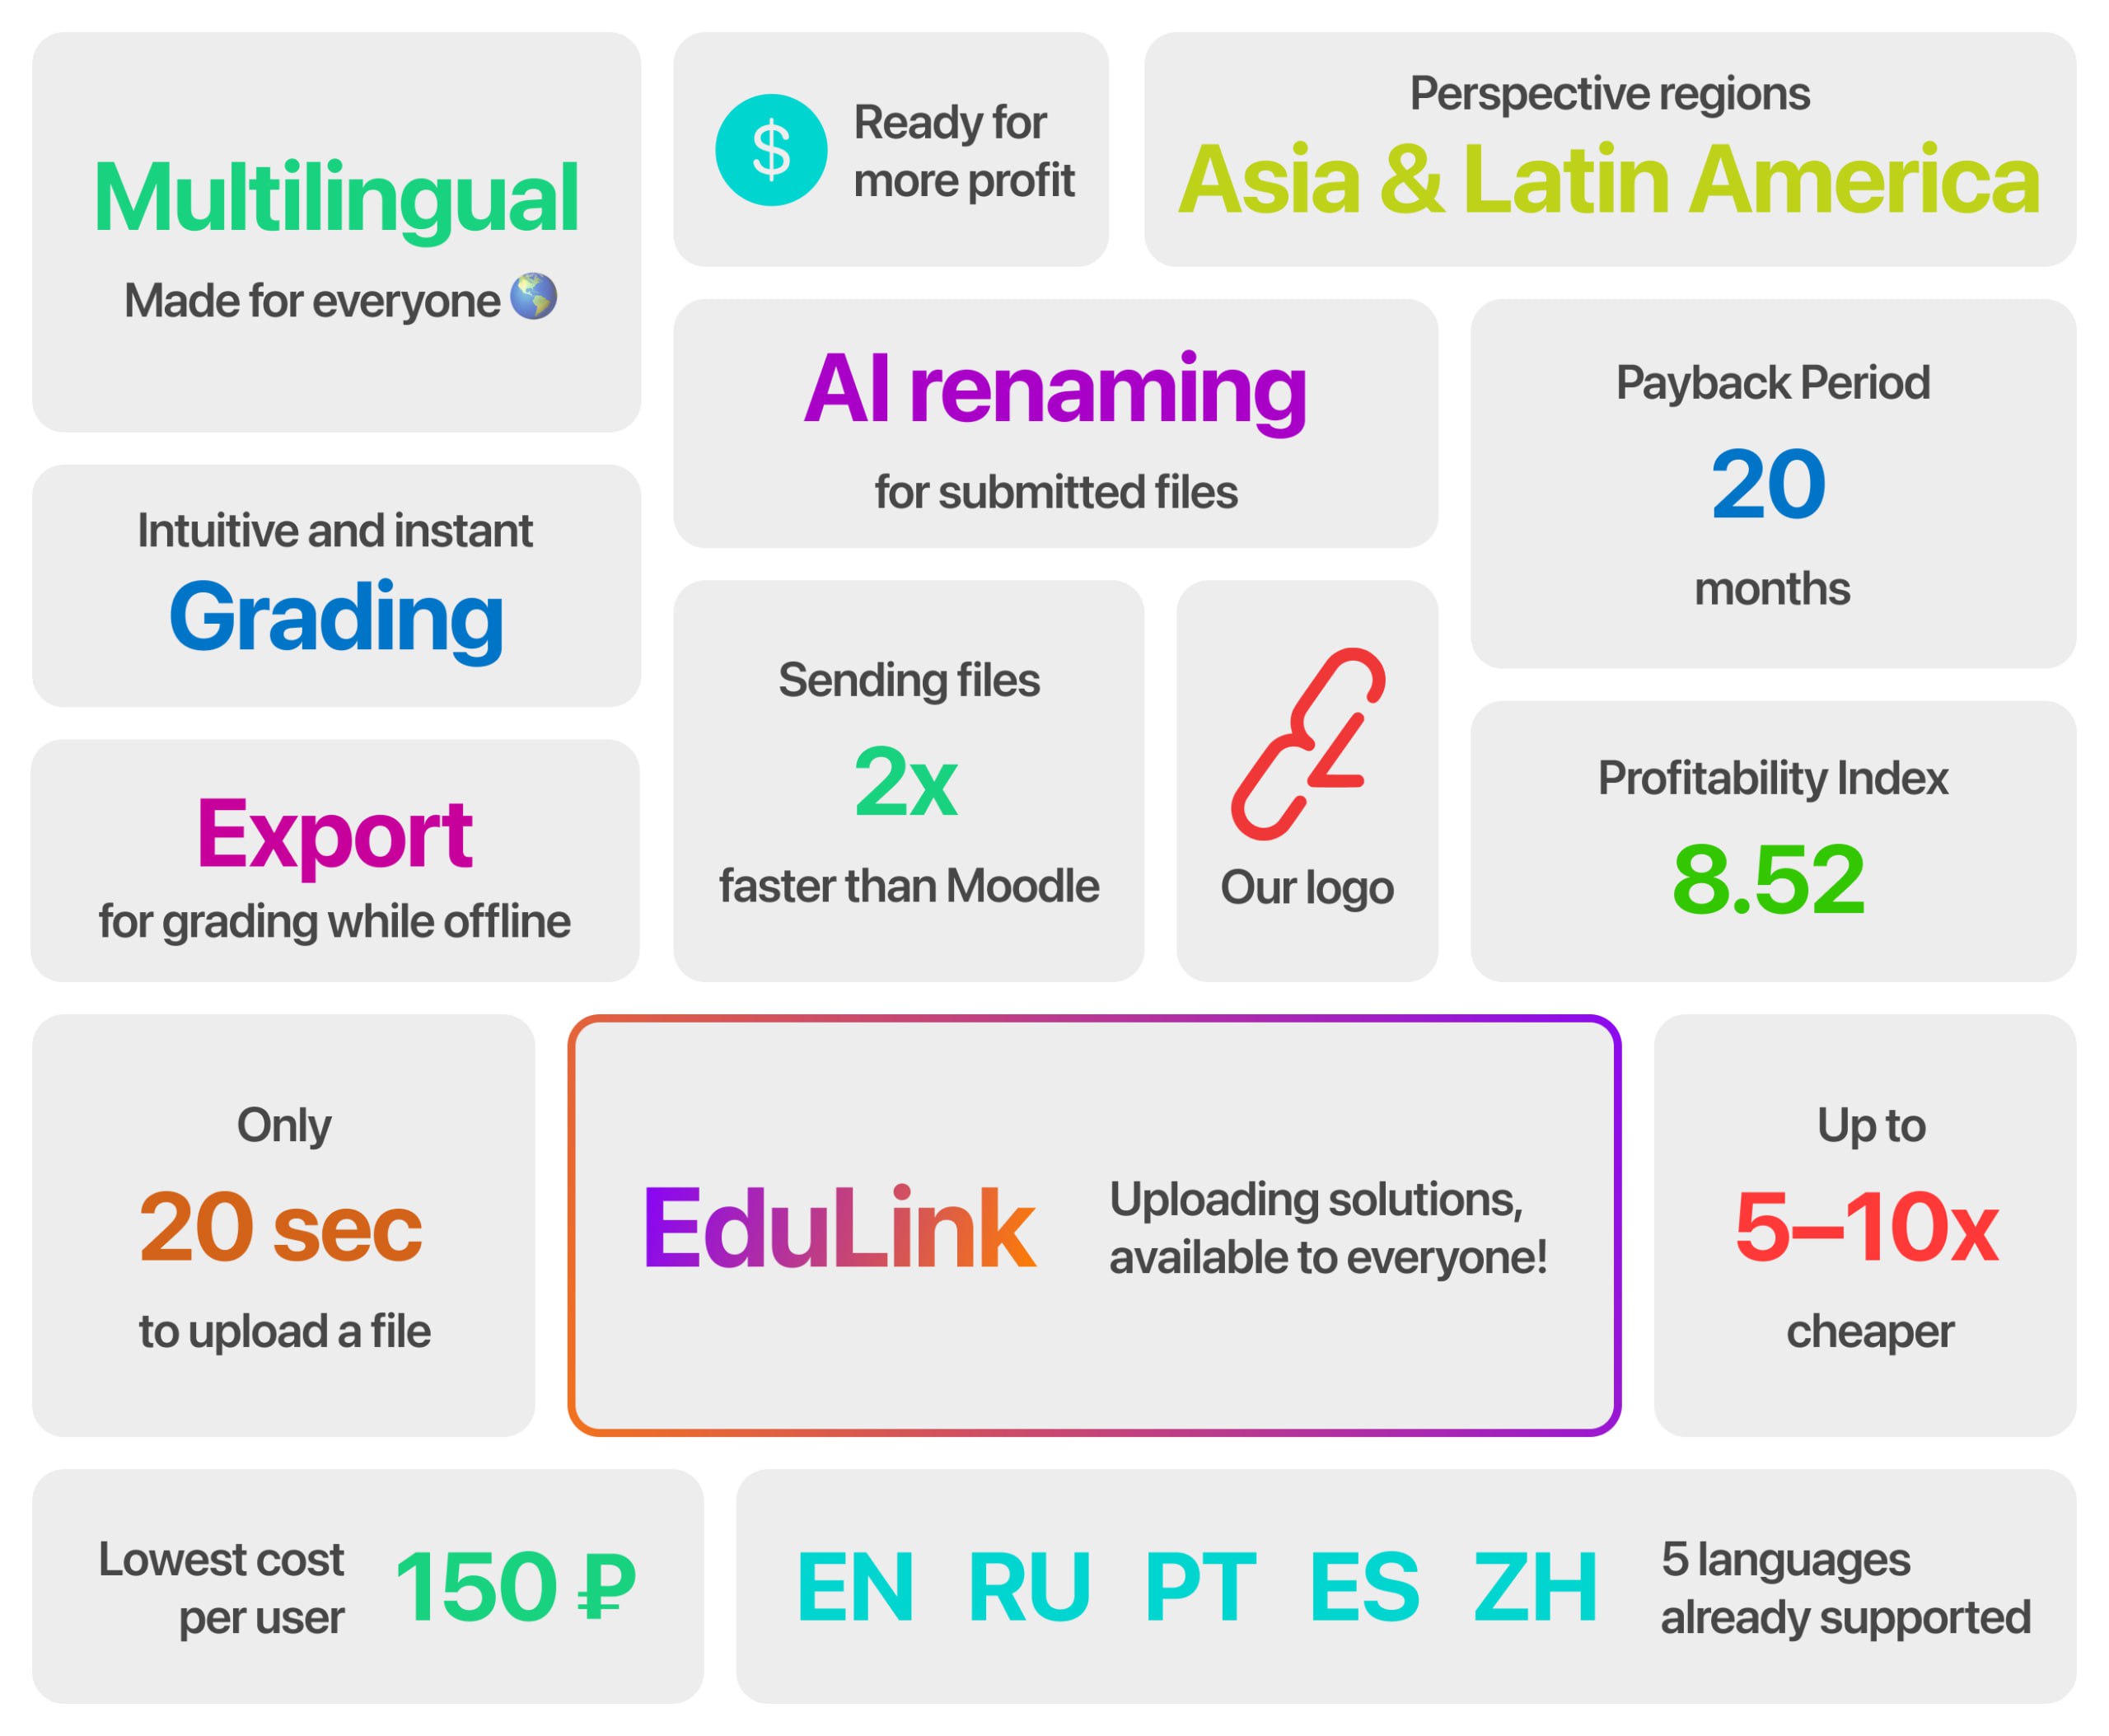 Multilingual
Made for everyone 🌎
Ready for
more profit
Perspective regions
Asia & Latin America
AI renaming
for submitted files
Payback Period
20
months
Intuitive and instant
Grading
Sending files
2x
faster than Moodle
Our logo
Profitability Index
8.52
Export
for grading while offline
Only
20 sec
to upload a file
EduLink
Uploading solutions,
available to everyone!
Up to
5–10x
cheaper
Lowest cost
per user
150 ₽
EN RU PT ES ZH
5 languages
already supported